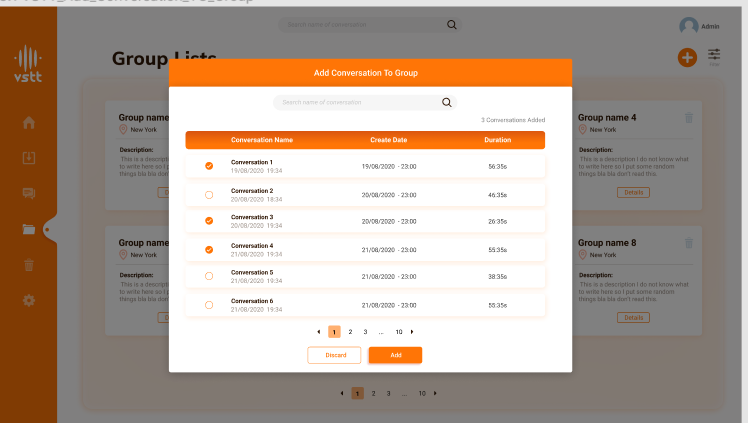 Search name of conversation
Admin
vstt
Group Lists
Filter
Add Conversation To Group
Search name of conversation
3 Conversations Added
Conversation Name Create Date Duration
Conversation 1
19/08/2020 19:34
19/08/2020 - 23:00
56:35s
Conversation 2
20/08/2020 18:34
20/08/2020 - 23:00
46:35s
Conversation 3
20/08/2020 19:34
20/08/2020 - 23:00
26:35s
Conversation 4
21/08/2020 19:34
21/08/2020 - 23:00
55:35s
Conversation 5
21/08/2020 19:34
21/08/2020 - 23:00
38:35s
Conversation 6
21/08/2020 19:34
21/08/2020 - 23:00
55:35s
1 2 3 ... 10
Discard Add
Group name
New York
Description:
This is a description
to write here so I p
things bla bla don't
Group name 4
New York
Description:
This is a description I do not know what
to write here so I put some random
things bla bla don't read this.
Details
Group name
New York
Description:
This is a description
to write here so I p
things bla bla don't
Group name 8
New York
Description:
This is a description I do not know what
to write here so I put some random
things bla bla don't read this.
Details
1 2 3 ... 10